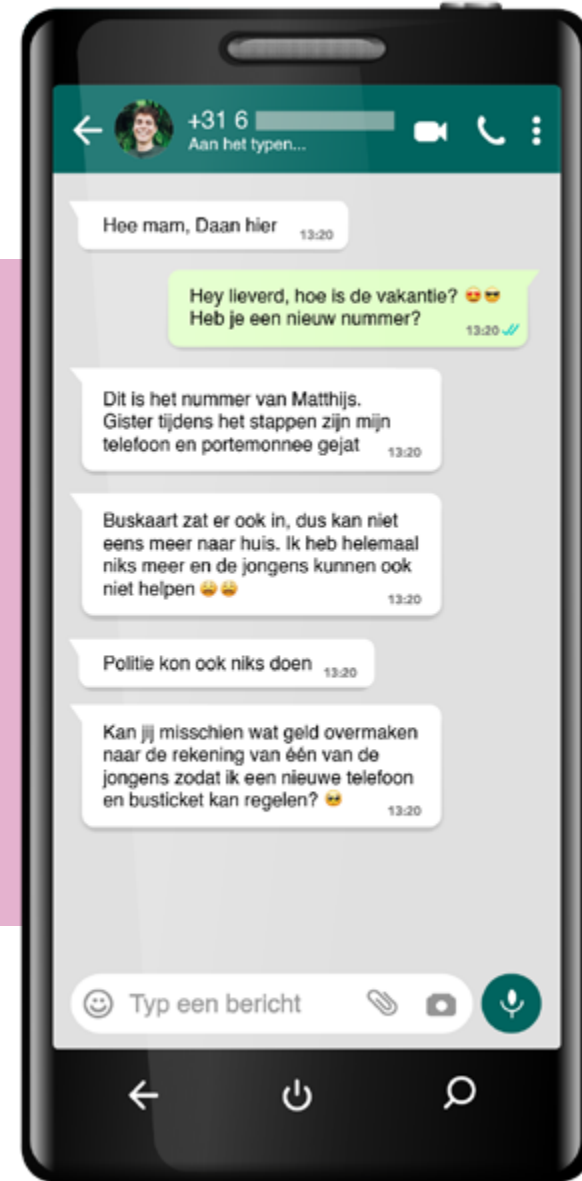 +31 6
Aan het typen...
Hee mam, Daan hier
13:20
Hey lieverd, hoe is de vakantie? 😍😎
Heb je een nieuw nummer?
13:20
Dit is het nummer van Matthijs.
Gister tijdens het stappen zijn mijn
telefoon en portemonnee gejat
13:20
Buskaart zat er ook in, dus kan niet
eens meer naar huis. Ik heb helemaal
niks meer en de jongens kunnen ook
niet helpen 😩😩
13:20
Politie kon ook niks doen
13:20
Kan jij misschien wat geld overmaken
naar de rekening van één van de
jongens zodat ik een nieuwe telefoon
en busticket kan regelen? 🥺
13:20
Typ een bericht